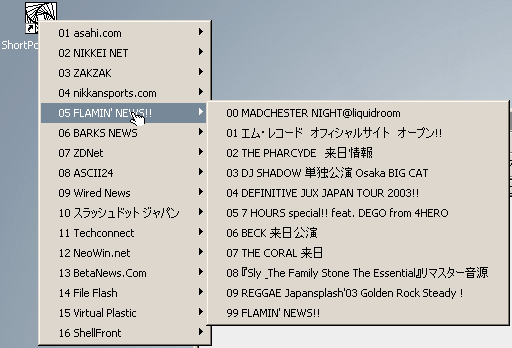 ShortPo
01 asahi.com
02 NIKKEI NET
03 ZAKZAK
04 nikkansports.com
05 FLAMIN' NEWS!!
06 BARKS NEWS
07 ZDNet
08 ASCII24
09 Wired News
10 スラッシュドット ジャパン
11 Techconnect
12 NeoWin.net
13 BetaNews.Com
14 File Flash
15 Virtual Plastic
16 ShellFront
00 MADCHESTER NIGHT@liquidroom
01 エム・レコード オフィシャルサイト オープン!!
02 THE PHARCYDE 来日情報
03 DJ SHADOW 単独公演 Osaka BIG CAT
04 DEFINITIVE JUX JAPAN TOUR 2003!!
05 7 HOURS special!! feat. DEGO from 4HERO
06 BECK 来日公演
07 THE CORAL 来日
08 『Sly _The Family Stone The Essential』リマスター音源
09 REGGAE Japansplash'03 Golden Rock Steady !
99 FLAMIN' NEWS!!